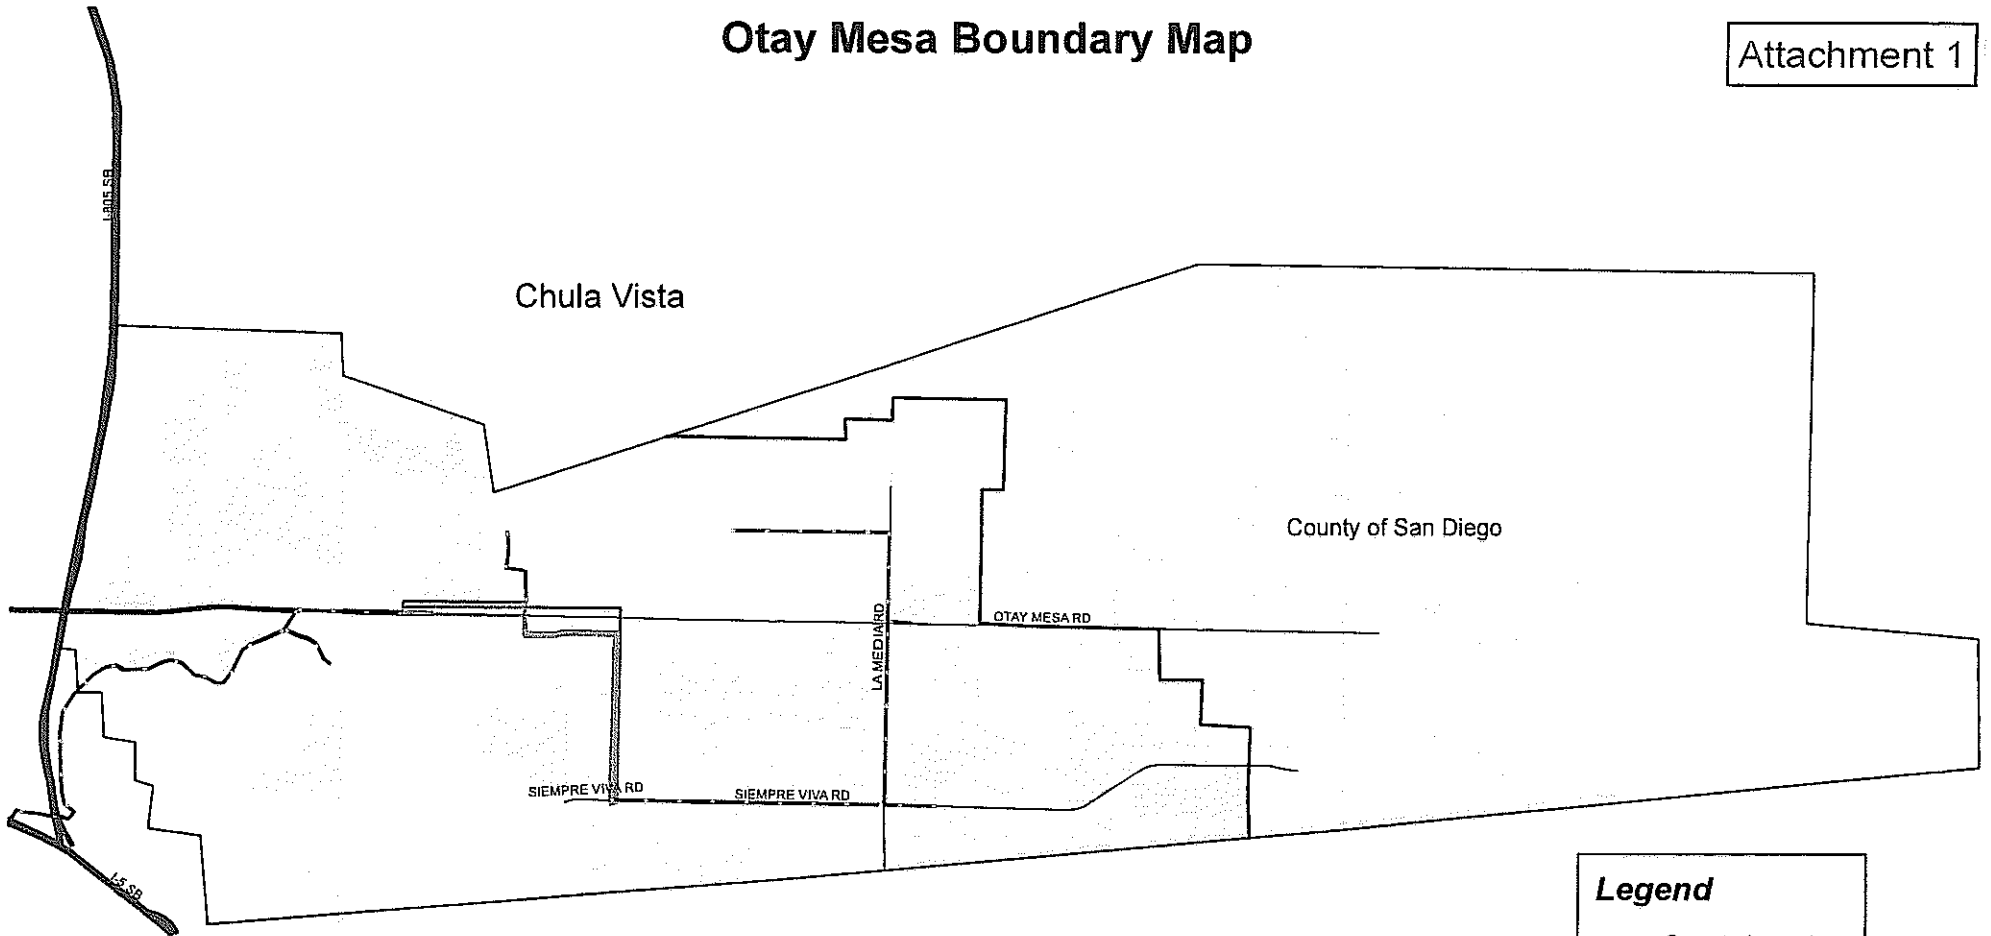 Otay Mesa Boundary Map
Attachment 1
I-805 SB
Chula Vista
County of San Diego
OTAY MESA RD
LA MEDIA RD
SIEMPRE VIVA RD
SIEMPRE VIVA RD
I-5 SB
Legend